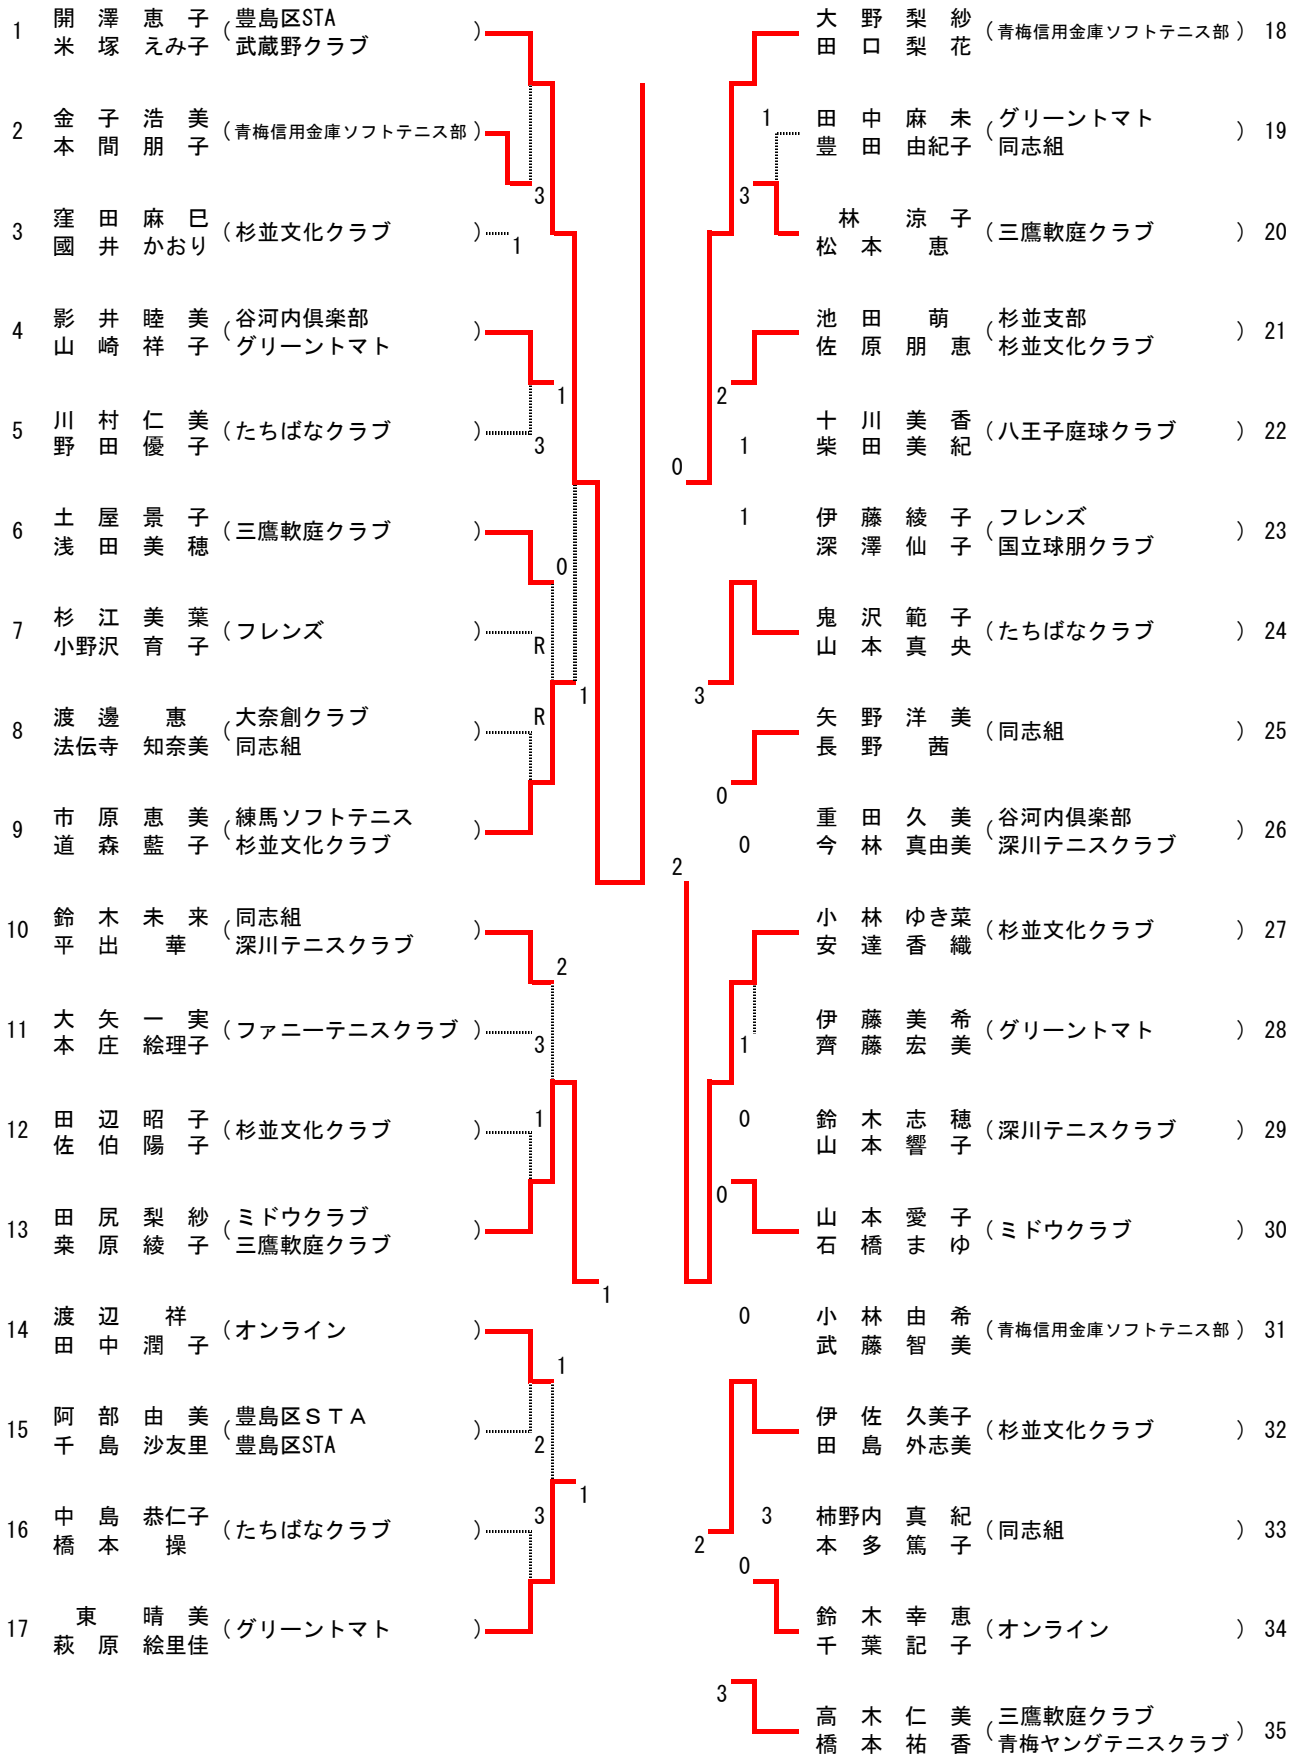 1 開澤恵子 (豊島区STA
米塚えみ子 武蔵野クラブ )
2 金子浩美 (青梅信用金庫ソフトテニス部 )
本間朋子
3
3 窪田麻巳 (杉並文化クラブ )
國井かおり
1
4 影井睦美 (谷河内倶楽部
山崎祥子 グリーントマト )
1
5 川村仁美 (たちばなクラブ )
野田優子
3
6 土屋景子 (三鷹軟庭クラブ )
浅田美穂
0
7 杉江美葉 (フレンズ )
小野沢育子
R
1
8 渡邊惠 (大奈創クラブ
法伝寺知奈美 同志組 )
R
9 市原恵美 (練馬ソフトテニス
道森藍子 杉並文化クラブ )
10 鈴木未来 (同志組
平出華 深川テニスクラブ )
2
11 大矢一実 (ファニーテニスクラブ )
本庄絵理子
3
12 田辺昭子 (杉並文化クラブ )
佐伯陽子
1
13 田尻梨紗 (ミドウクラブ
桒原綾子 三鷹軟庭クラブ )
1
14 渡辺祥 (オンライン )
田中潤子
1
15 阿部由美 (豊島区STA
千島沙友里 豊島区STA )
2
1
16 中島恭仁子 (たちばなクラブ )
橋本操
3
17 東晴美 (グリーントマト )
萩原絵里佳
大野梨紗 (青梅信用金庫ソフトテニス部 ) 18
田口梨花
1
田中麻未 (グリーントマト
豊田由紀子 同志組 ) 19
3
林涼子 (三鷹軟庭クラブ ) 20
松本恵
池田萌 (杉並支部
佐原朋恵 杉並文化クラブ ) 21
2
十川美香 (八王子庭球クラブ ) 22
柴田美紀
1
0
1
伊藤綾子 (フレンズ
深澤仙子 国立球朋クラブ ) 23
鬼沢範子 (たちばなクラブ ) 24
山本真央
3
矢野洋美 (同志組 ) 25
長野茜
0
重田久美 (谷河内倶楽部
今林真由美 深川テニスクラブ ) 26
0
2
小林ゆき菜 (杉並文化クラブ ) 27
安達香織
伊藤美希 (グリーントマト ) 28
齊藤宏美
1
0
鈴木志穂 (深川テニスクラブ ) 29
山本響子
0
山本愛子 (ミドウクラブ ) 30
石橋まゆ
0
小林由希 (青梅信用金庫ソフトテニス部 ) 31
武藤智美
伊佐久美子 (杉並文化クラブ ) 32
田島外志美
3
柿野内真紀 (同志組 ) 33
本多篤子
2
0
鈴木幸恵 (オンライン ) 34
千葉記子
3
高木仁美 (三鷹軟庭クラブ
橋本祐香 青梅ヤングテニスクラブ ) 35